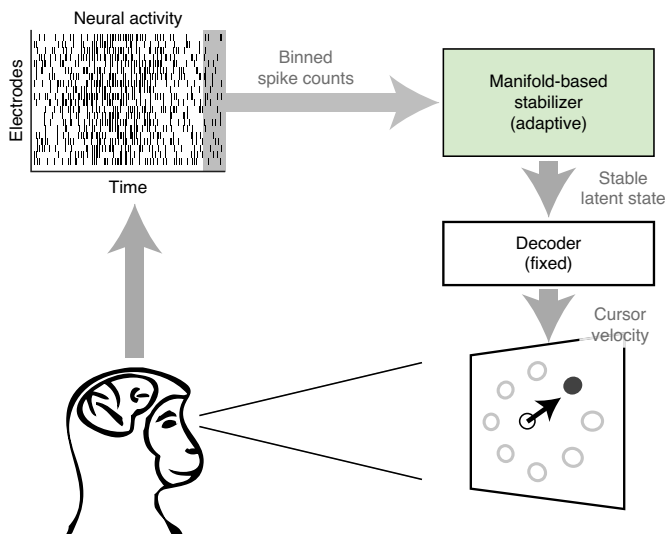 Neural activity
Electrodes
Time
Binned
spike counts
Manifold-based
stabilizer
(adaptive)
Stable
latent state
Decoder
(fixed)
Cursor
velocity